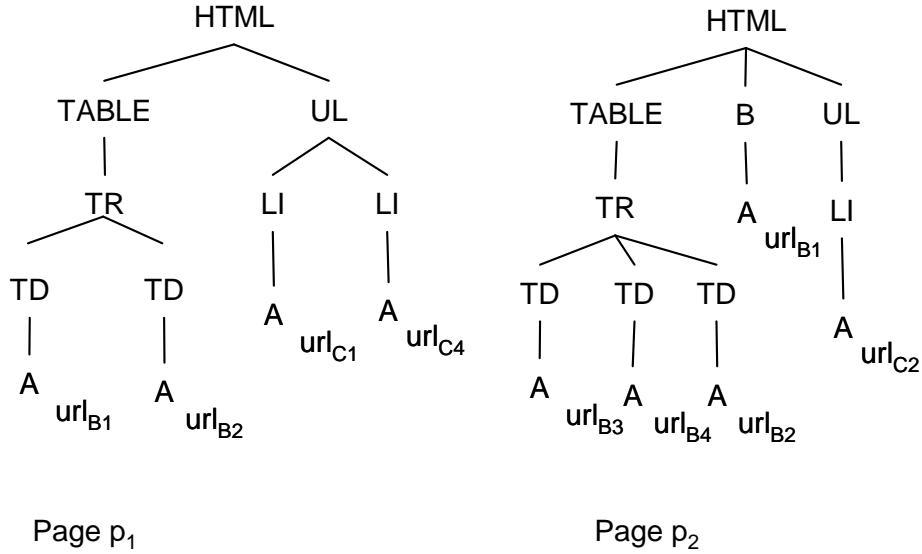 HTML HTML
TABLE UL TABLE B UL
TR LI LI TR A url_B1 LI
TD TD TD TD TD
A url_C1 A url_C4 A url_C2
A url_B1 A url_B2 A url_B3 A url_B4 A url_B2
Page p_1 Page p_2